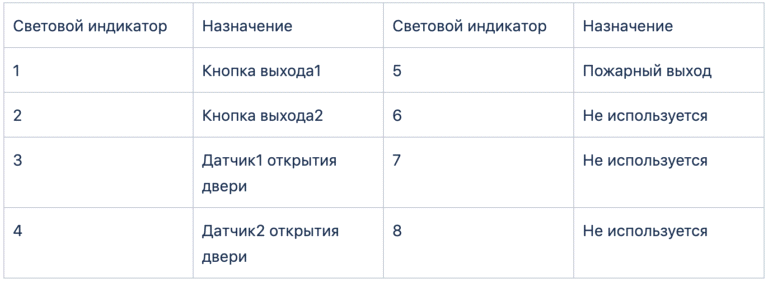 Световой индикатор Назначение Световой индикатор Назначение
1 Кнопка выхода1 5 Пожарный выход
2 Кнопка выхода2 6 Не используется
3 Датчик1 открытия 7 Не используется
двери
4 Датчик2 открытия 8 Не используется
двери